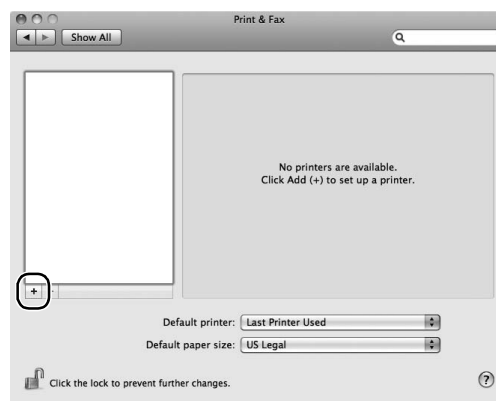 Print & Fax
Show All
No printers are available.
Click Add (+) to set up a printer.
+ -
Default printer: Last Printer Used
Default paper size: US Legal
Click the lock to prevent further changes.
?